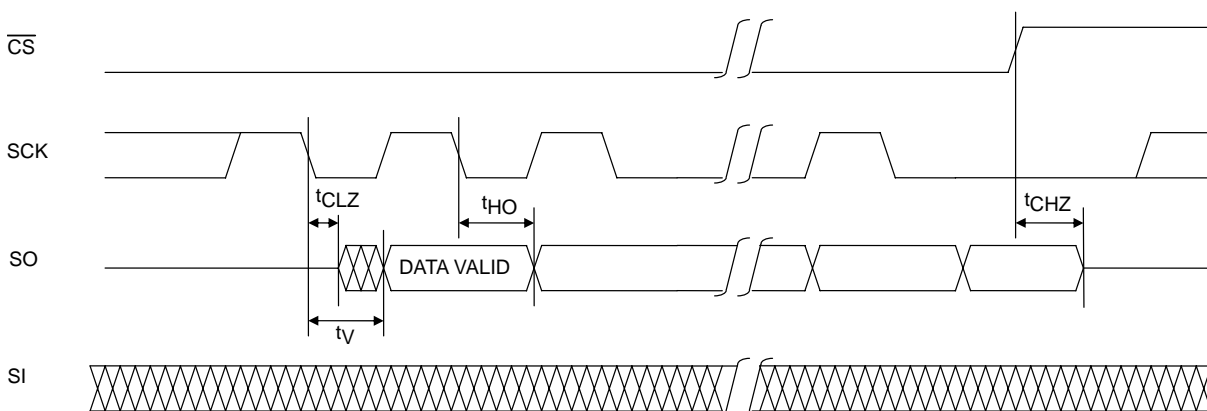 CS
SCK
tCLZ
tHO
tCHZ
SO
DATA VALID
tV
SI